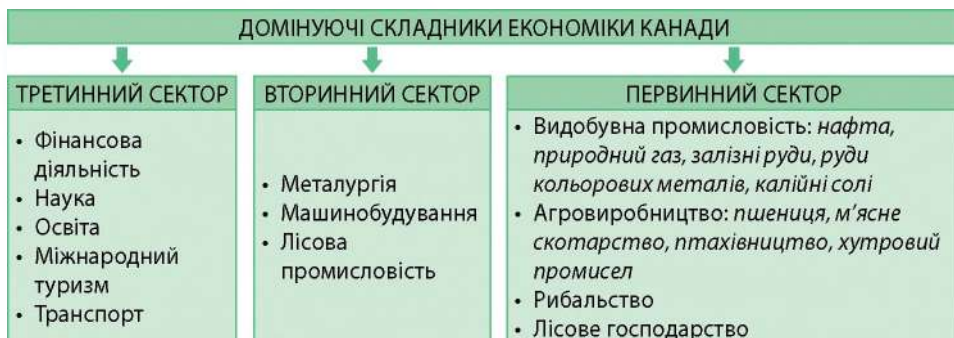 ДОМІНУЮЧІ СКЛАДНИКИ ЕКОНОМІКИ КАНАДИ
ТРЕТИННИЙ СЕКТОР
• Фінансова
діяльність
• Наука
• Освіта
• Міжнародний
туризм
• Транспорт
ВТОРИННИЙ СЕКТОР
• Металургія
• Машинобудування
• Лісова
промисловість
ПЕРВИННИЙ СЕКТОР
• Видобувна промисловість: нафта,
природний газ, залізні руди, руди
кольорових металів, калійні солі
• Агровиробництво: пшениця, м’ясне
скотарство, птахівництво, хутровий
промисел
• Рибальство
• Лісове господарство